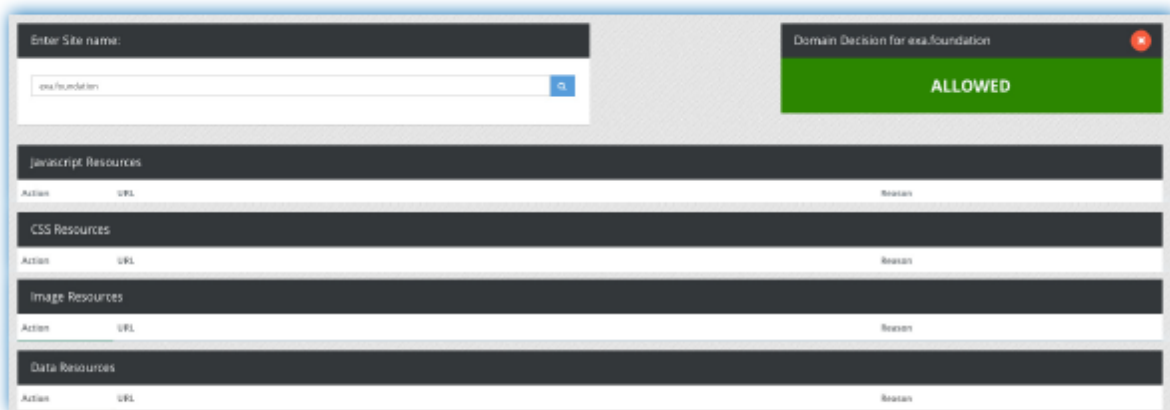 Enter Site name:
exa.foundation
Domain Decision for exa.foundation
ALLOWED
Javascript Resources
Action URL Reason
CSS Resources
Action URL Reason
Image Resources
Action URL Reason
Data Resources
Action URL Reason